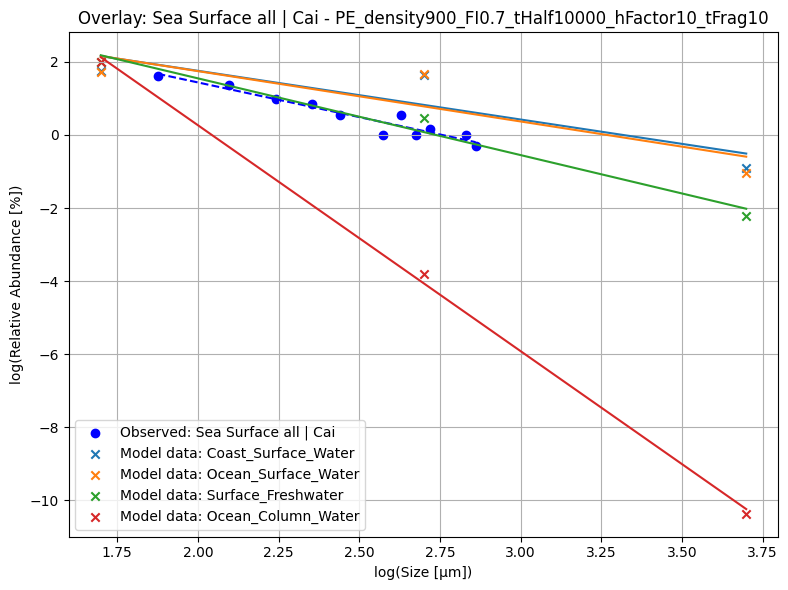 Overlay: Sea Surface all | Cai - PE_density900_FI0.7_tHalf10000_hFactor10_tFrag10
log(Relative Abundance [%])
2
0
−2
−4
−6
−8
−10
Observed: Sea Surface all | Cai
Model data: Coast_Surface_Water
Model data: Ocean_Surface_Water
Model data: Surface_Freshwater
Model data: Ocean_Column_Water
1.75 2.00 2.25 2.50 2.75 3.00 3.25 3.50 3.75
log(Size [μm])